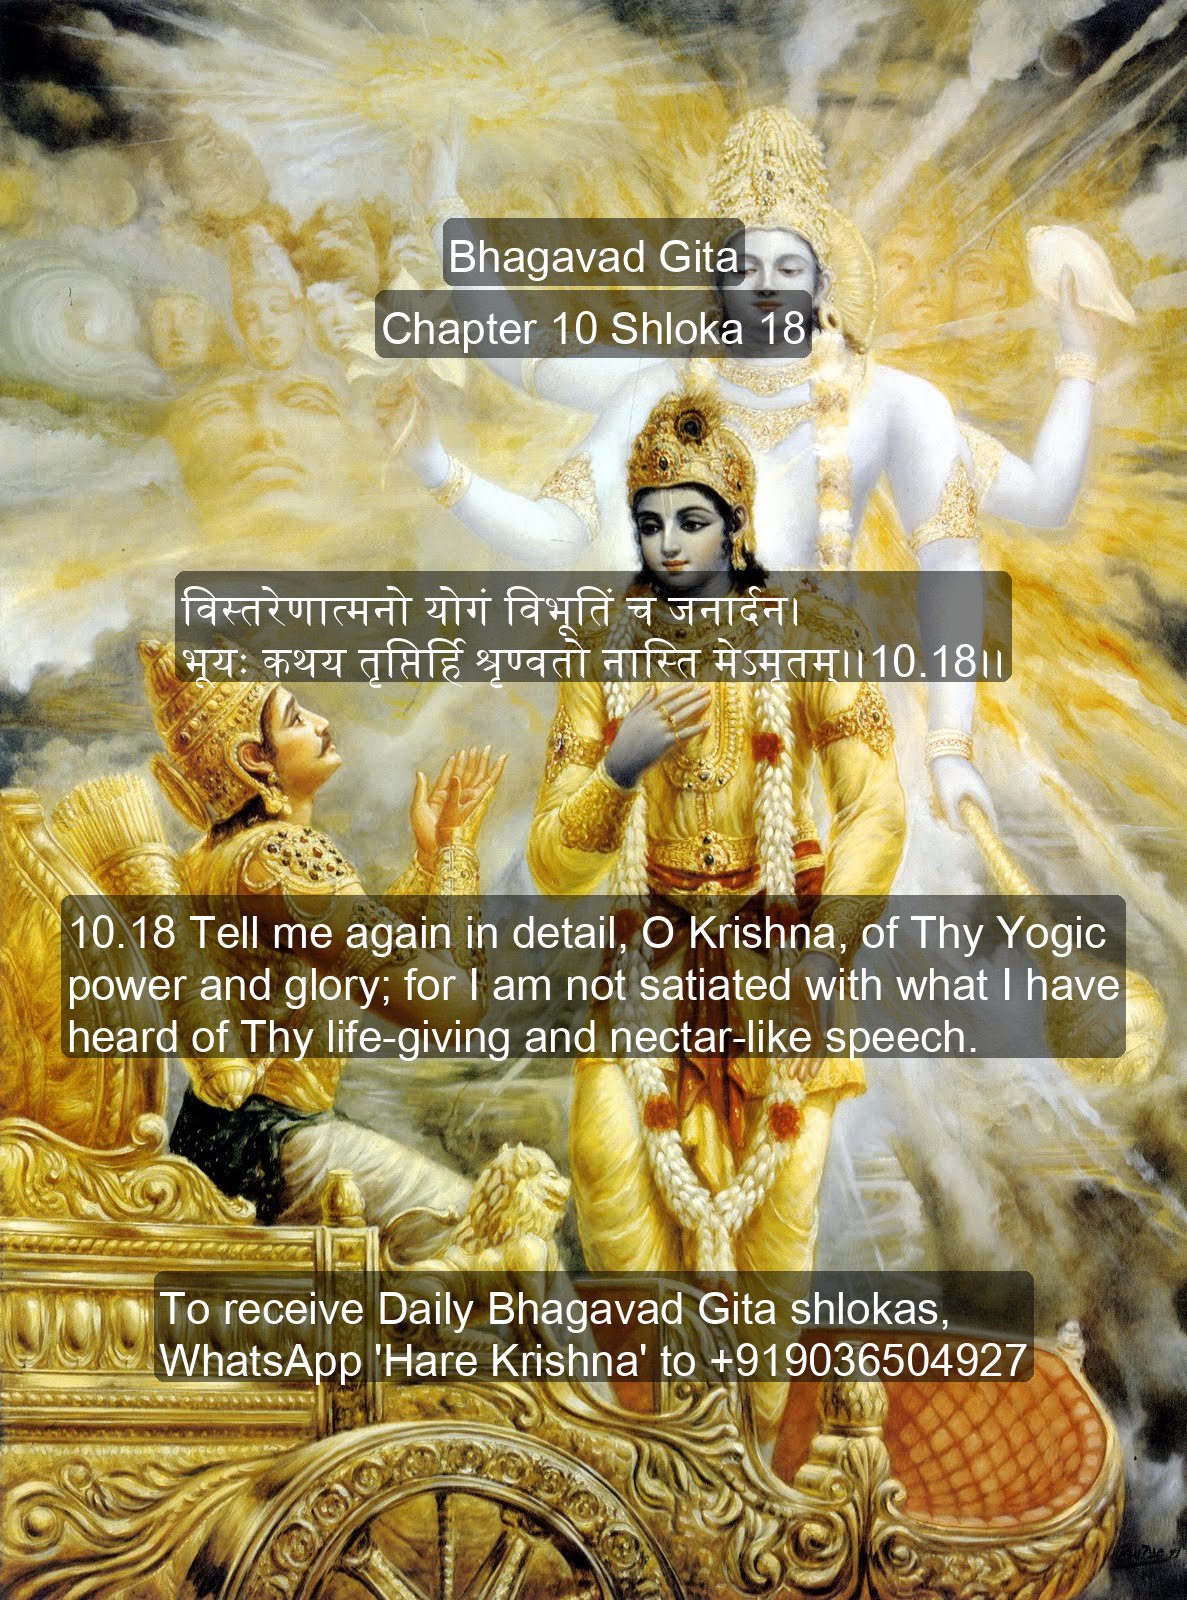 Bhagavad Gita
Chapter 10 Shloka 18
विस्तरेणात्मनो योगं विभूतिं च जनार्दन।
भूयः कथय तृप्तिर्हि श्रृण्वतो नास्ति मेऽमृतम्।।10.18।।
10.18 Tell me again in detail, O Krishna, of Thy Yogic
power and glory; for I am not satiated with what I have
heard of Thy life-giving and nectar-like speech.
To receive Daily Bhagavad Gita shlokas,
WhatsApp 'Hare Krishna' to +919036504927